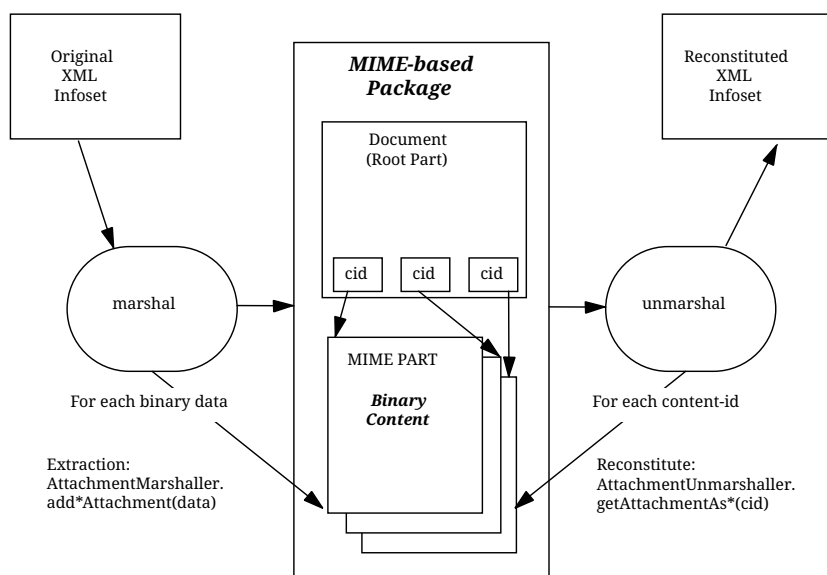 Original
XML
Infoset
MIME-based
Package
Reconstituted
XML
Infoset
Document
(Root Part)
cid
cid
cid
marshal
unmarshal
MIME PART
Binary
Content
For each binary data
For each content-id
Extraction:
AttachmentMarshaller.
add*Attachment(data)
Reconstitute:
AttachmentUnmarshaller.
getAttachmentAs*(cid)